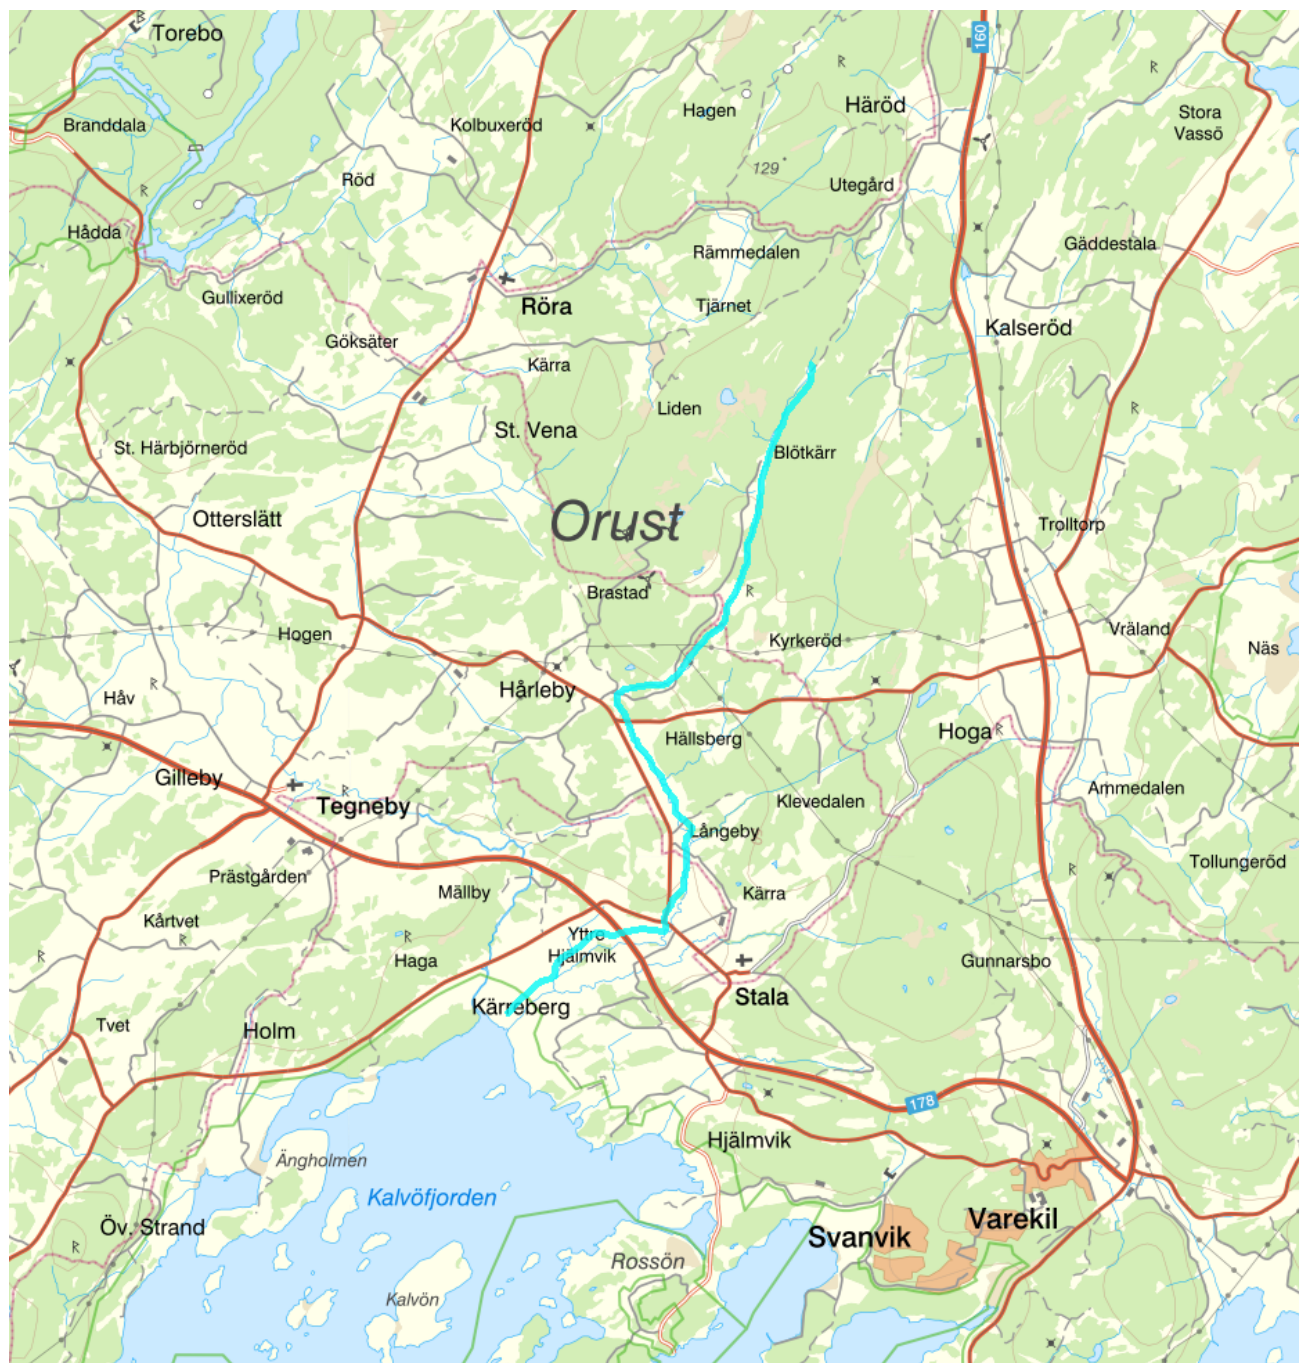 Torebo
160
Hagen
Häröd
Stora
Vassö
Branddala
Kolbuxeröd
129
Röd
Utegård
Hådda
Gäddestala
Rämmedalen
Gullixeröd
Röra
Tjärnet
Kalseröd
Göksäter
Kärra
Liden
St. Vena
St. Härbjörneröd
Blötkärr
Otterslätt
Orust
Trolltorp
Brastad
Hogen
Kyrkeröd
Vräland
Näs
Håv
Hårleby
Hällsberg
Hoga
Gilleby
Tegneby
Klevedalen
Ammedalen
Långeby
Tollungeröd
Prästgården
Mällby
Kärra
Kårtvet
Yttre
Hjälmvik
Haga
Gunnarsbo
Stala
Kärreberg
Tvet
Holm
178
Hjälmvik
Ängholmen
Kalvöfjorden
Öv. Strand
Varekil
Svanvik
Rossön
Kalvön